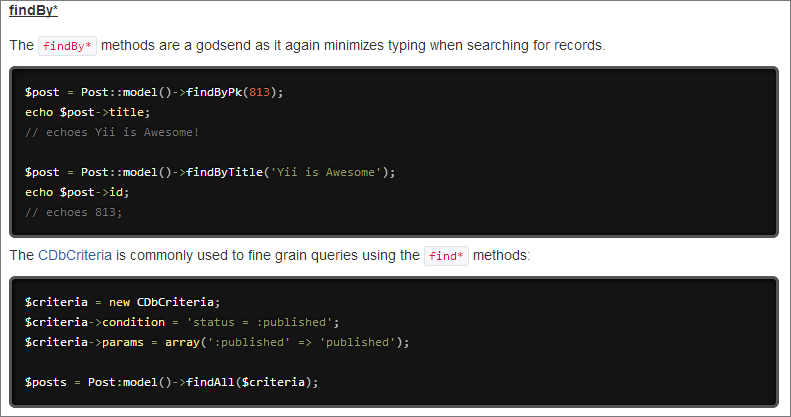 findBy*
The findBy* methods are a godsend as it again minimizes typing when searching for records.
$post = Post::model()->findByPk(813);
echo $post->title;
// echoes Yii is Awesome!
$post = Post::model()->findByTitle('Yii is Awesome');
echo $post->id;
// echoes 813;
The CDbCriteria is commonly used to fine grain queries using the find* methods:
$criteria = new CDbCriteria;
$criteria->condition = 'status = :published';
$criteria->params = array(':published' => 'published');
$posts = Post:model()->findAll($criteria);